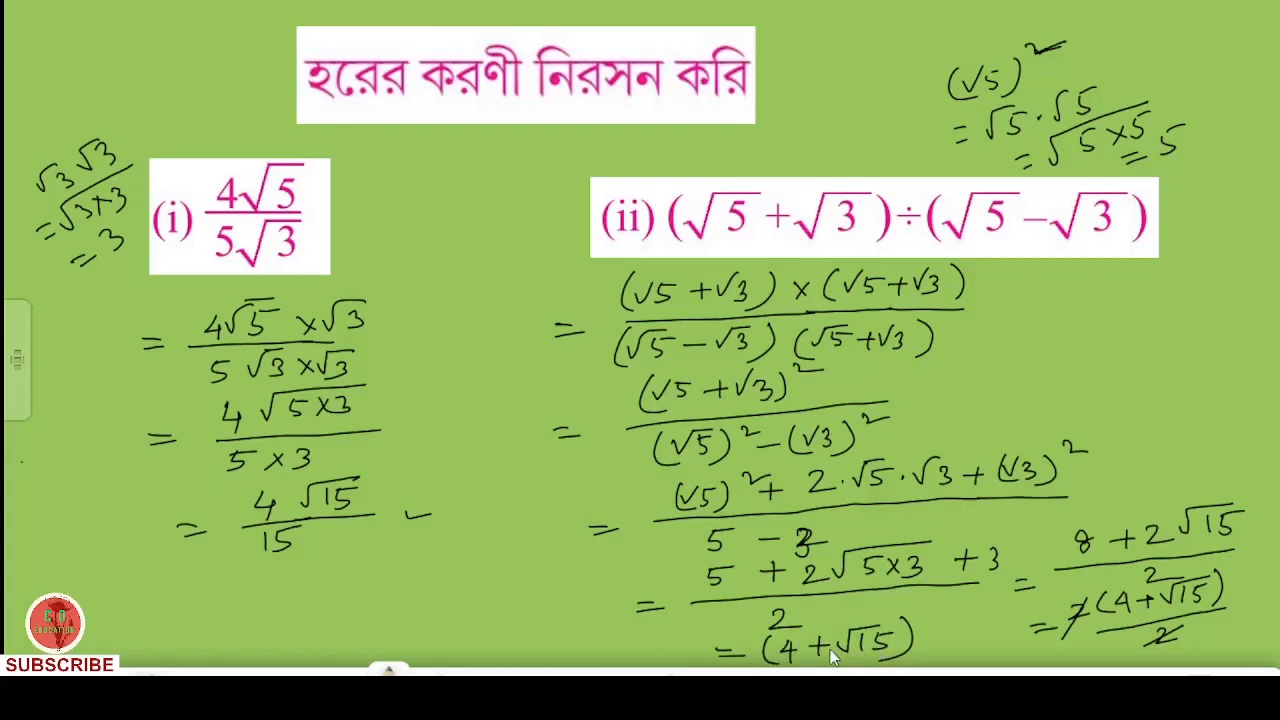 হরের করণী নিরসন করি
(√5)²
= √5 · √5
= √5×5 = 5
√3 √3
= √3×3
= 3
(i) 4√5 / 5√3
= 4√5 ×√3 / 5 √3 ×√3
= 4 √5×3 / 5 × 3
= 4 √15 / 15
(ii) (√5 +√3 )÷(√5 –√3 )
= (√5 +√3) × (√5+√3) / (√5 – √3) (√5+√3)
= (√5 +√3)² / (√5)² – (√3)²
= (√5)² + 2·√5·√3 + (√3)² / 5 – 3
= 5 + 2√5×3 + 3 / 2
= 8 + 2√15 / 2
= 2(4+√15) / 2
= (4 +√15)
EDUCATION
SUBSCRIBE